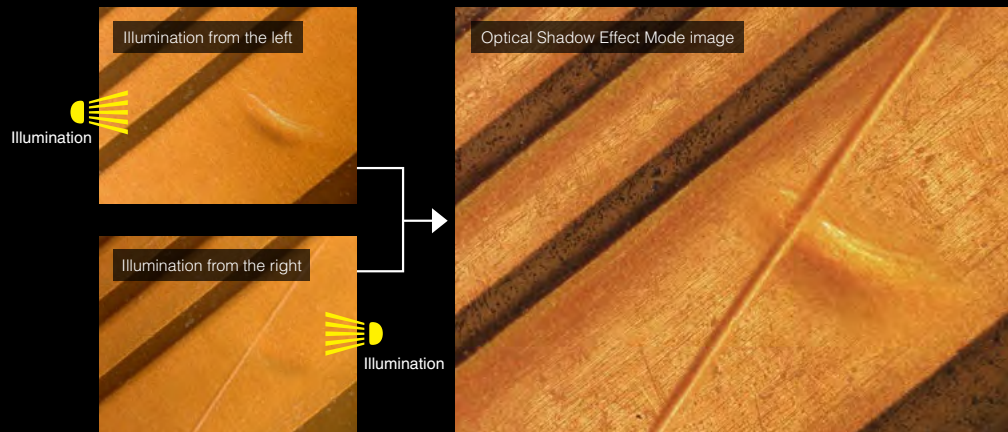 Illumination from the left
Illumination
Illumination from the right
Illumination
Optical Shadow Effect Mode image